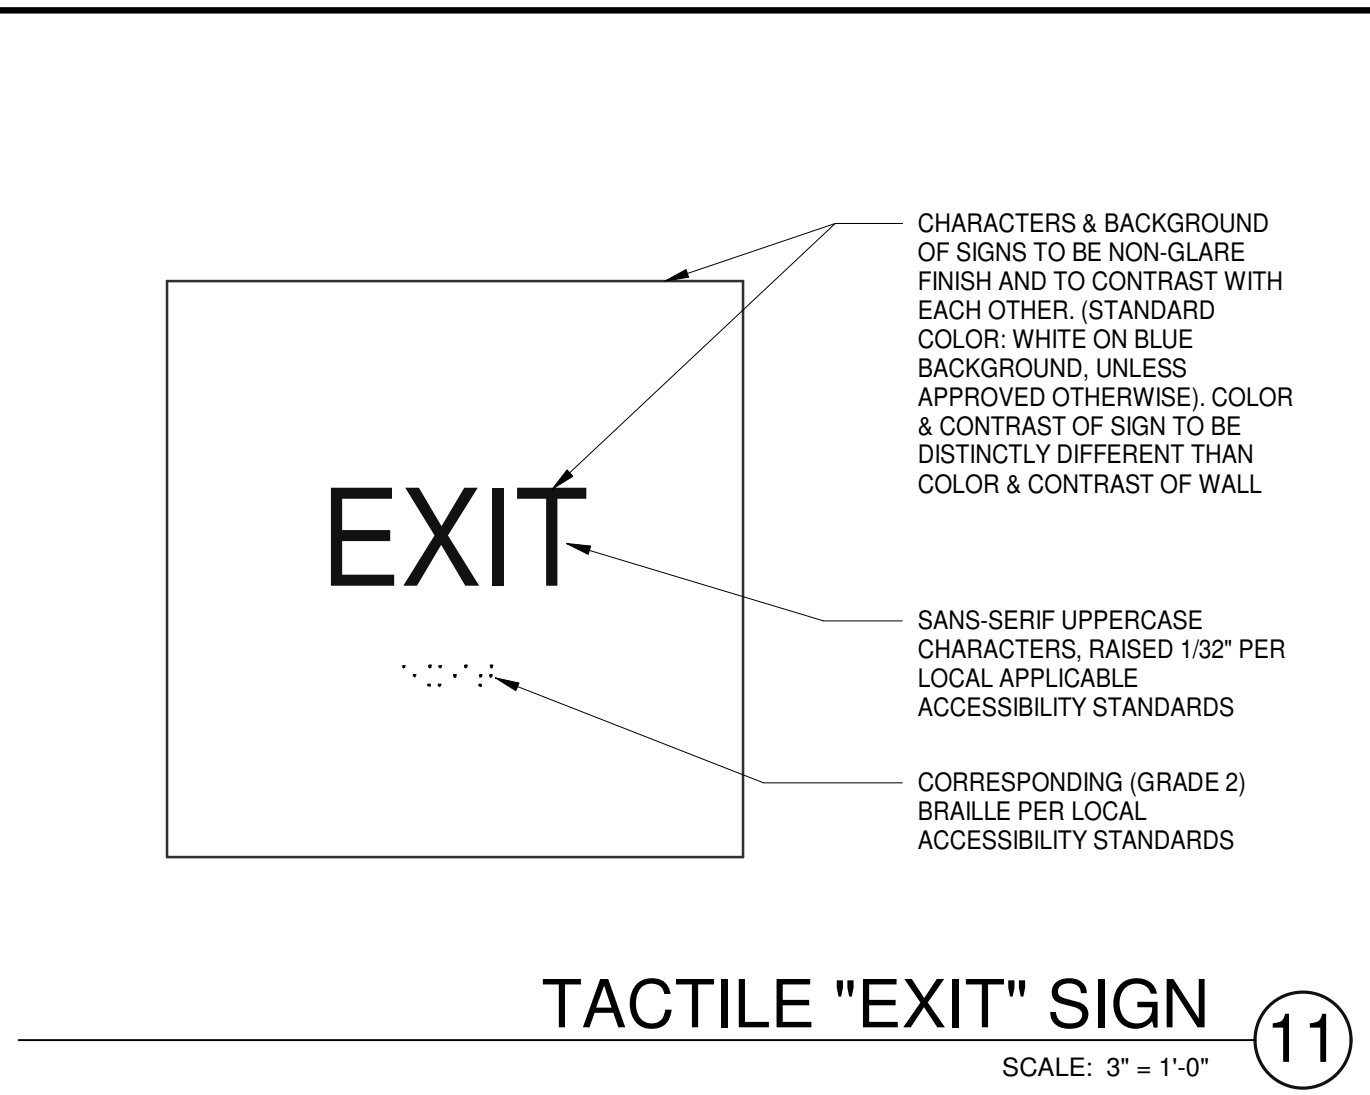 CHARACTERS & BACKGROUND
OF SIGNS TO BE NON-GLARE
FINISH AND TO CONTRAST WITH
EACH OTHER. (STANDARD
COLOR: WHITE ON BLUE
BACKGROUND, UNLESS
APPROVED OTHERWISE). COLOR
& CONTRAST OF SIGN TO BE
DISTINCTLY DIFFERENT THAN
COLOR & CONTRAST OF WALL
EXIT
SANS-SERIF UPPERCASE
CHARACTERS, RAISED 1/32" PER
LOCAL APPLICABLE
ACCESSIBILITY STANDARDS
CORRESPONDING (GRADE 2)
BRAILLE PER LOCAL
ACCESSIBILITY STANDARDS
TACTILE "EXIT" SIGN
11
SCALE: 3" = 1'-0"